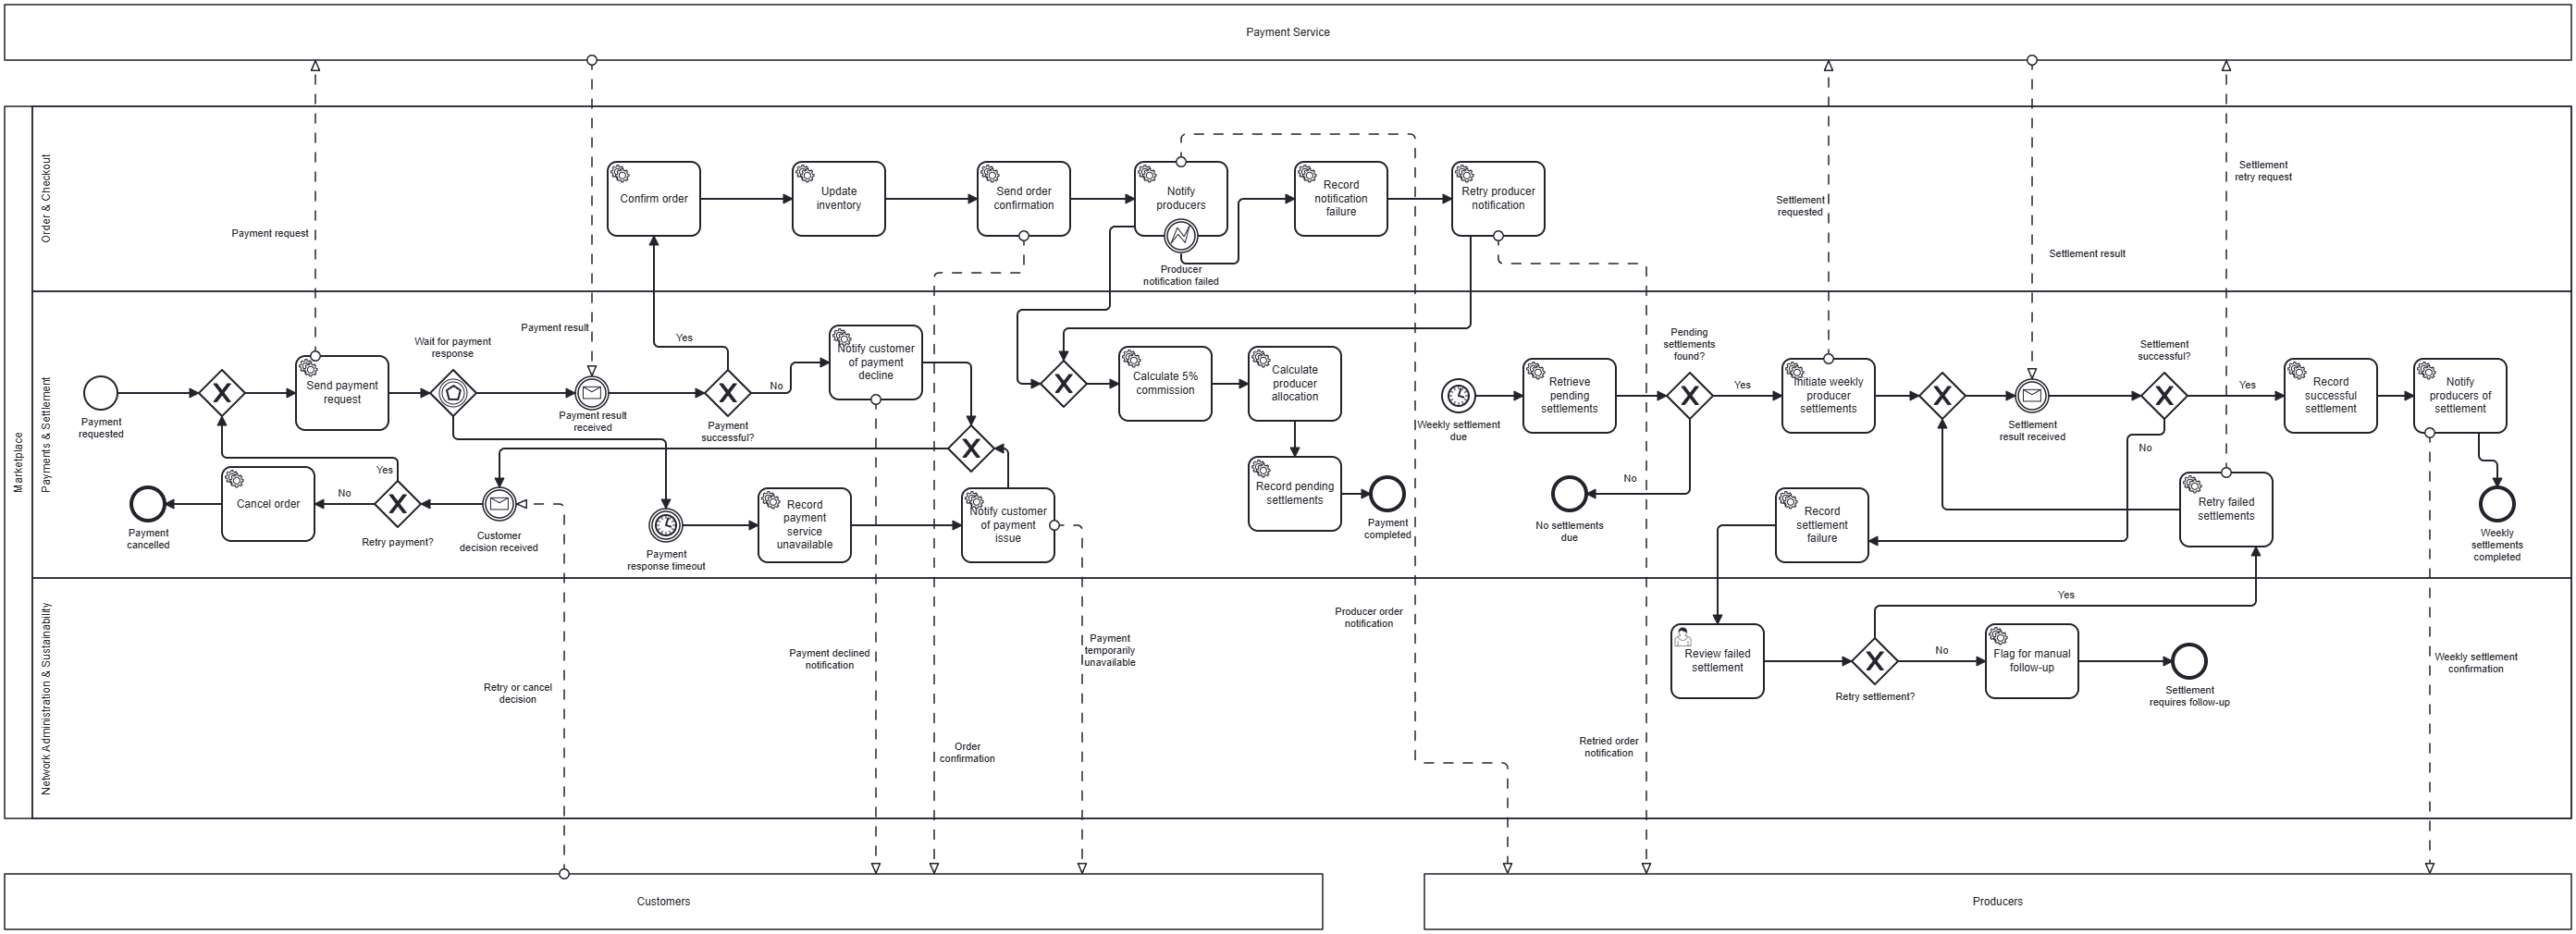 Payment Service
Marketplace
Order & Checkout
Payment request
Confirm order
Update
inventory
Send order
confirmation
Notify
producers
Producer
notification failed
Record
notification
failure
Retry producer
notification
Settlement
requested
Settlement result
Settlement
retry request
Payments & Settlement
Payment
requested
Send payment
request
Wait for payment
response
Payment result
Payment result
received
Yes
Payment
successful?
No
Notify customer
of payment
decline
Calculate 5%
commission
Calculate
producer
allocation
Record pending
settlements
Payment
completed
Weekly settlement
due
Retrieve
pending
settlements
Pending
settlements
found?
Yes
No
No settlements
due
Initiate weekly
producer
settlements
Settlement
result received
Settlement
successful?
Yes
No
Record
successful
settlement
Notify
producers of
settlement
Weekly
settlements
completed
Payment
cancelled
Cancel order
No
Yes
Retry payment?
Customer
decision received
Payment
response timeout
Record
payment
service
unavailable
Notify customer
of payment
issue
Record
settlement
failure
Retry failed
settlements
Network Administration & Sustainability
Retry or cancel
decision
Payment declined
notification
Order
confirmation
Payment
temporarily
unavailable
Producer order
notification
Retried order
notification
Review failed
settlement
Yes
Retry settlement?
No
Flag for manual
follow-up
Settlement
requires follow-up
Weekly settlement
confirmation
Customers
Producers